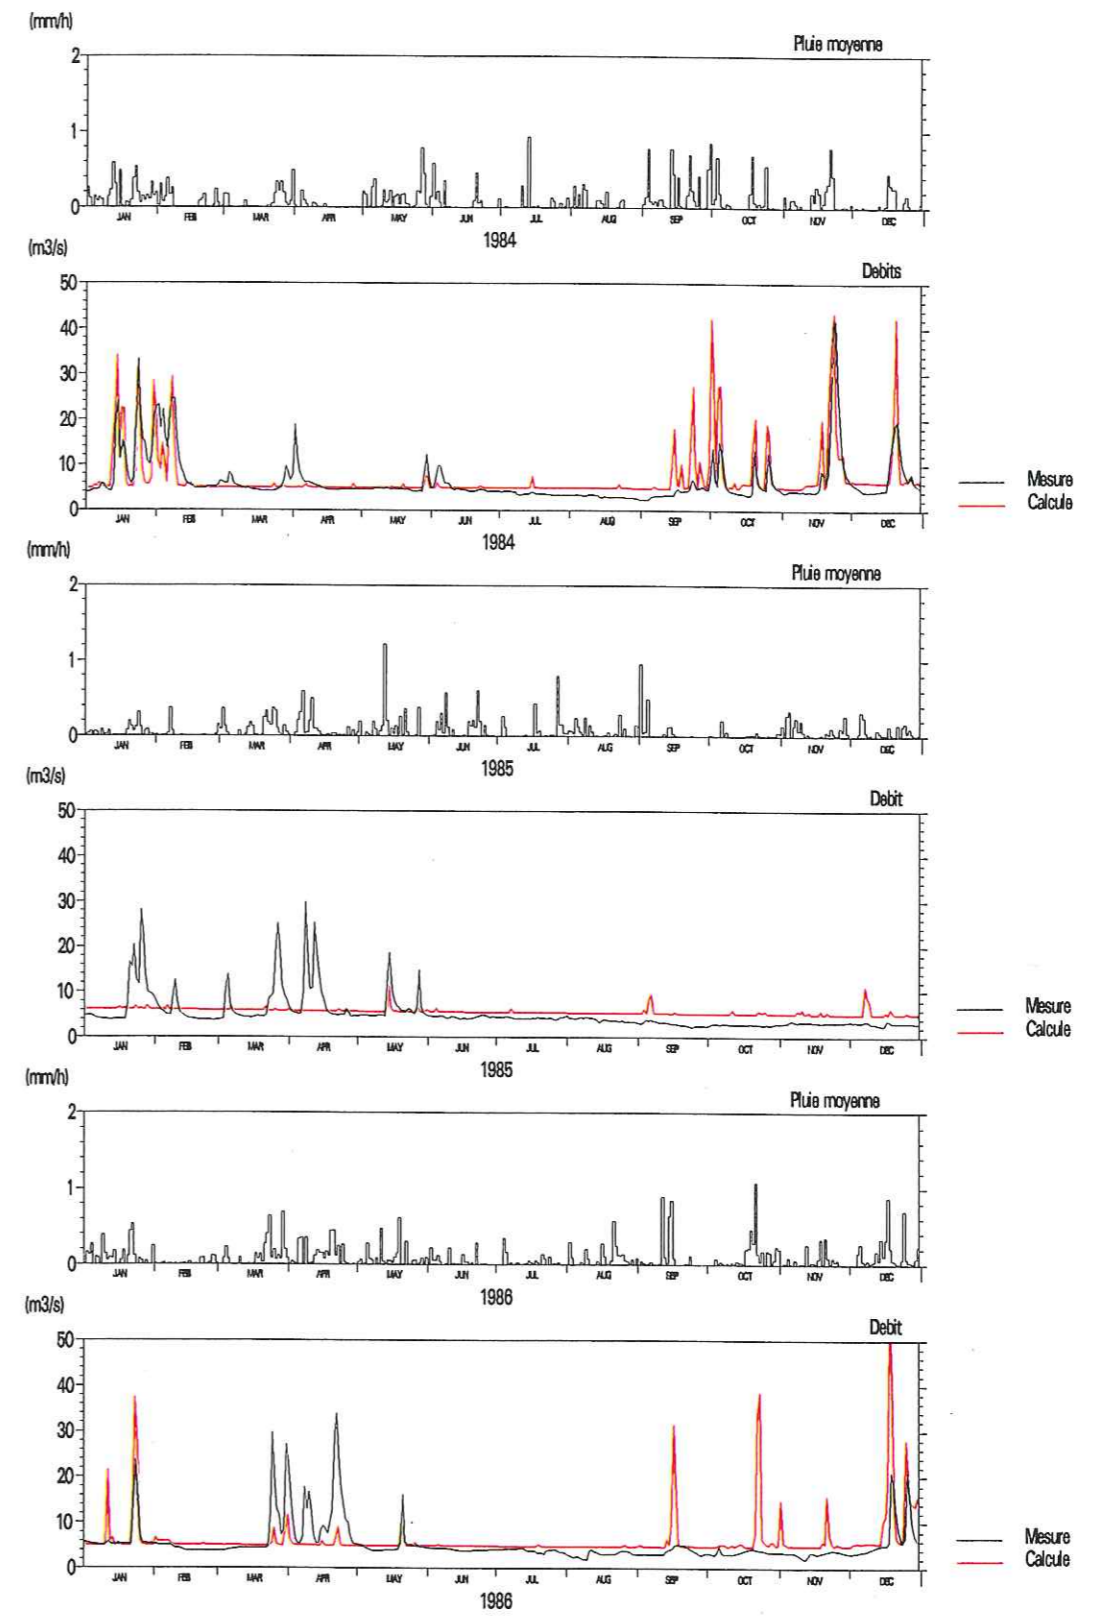 (mm/h)
Pluie moyenne
2
1
0
JAN FEB MAR APR MAY JUN JUL AUG SEP OCT NOV DEC
1984
(m3/s)
Debits
50
40
30
20
10
0
Mesure
Calcule
JAN FEB MAR APR MAY JUN JUL AUG SEP OCT NOV DEC
1984
(mm/h)
Pluie moyenne
2
1
0
JAN FEB MAR APR MAY JUN JUL AUG SEP OCT NOV DEC
1985
(m3/s)
Debit
50
40
30
20
10
0
Mesure
Calcule
JAN FEB MAR APR MAY JUN JUL AUG SEP OCT NOV DEC
1985
(mm/h)
Pluie moyenne
2
1
0
JAN FEB MAR APR MAY JUN JUL AUG SEP OCT NOV DEC
1986
(m3/s)
Debit
50
40
30
20
10
0
Mesure
Calcule
JAN FEB MAR APR MAY JUN JUL AUG SEP OCT NOV DEC
1986